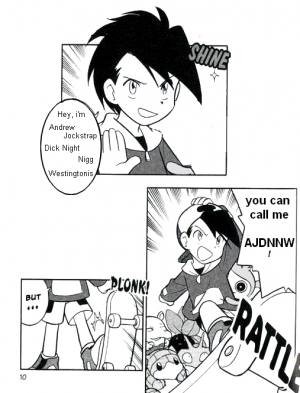 SHINE
Hey, i'm
Andrew
Jockstrap
Dick Night
Nigg
Westingtonis
you can
call me
AJDNNW
!
PLONK!
BUT
...
RATTLE
10